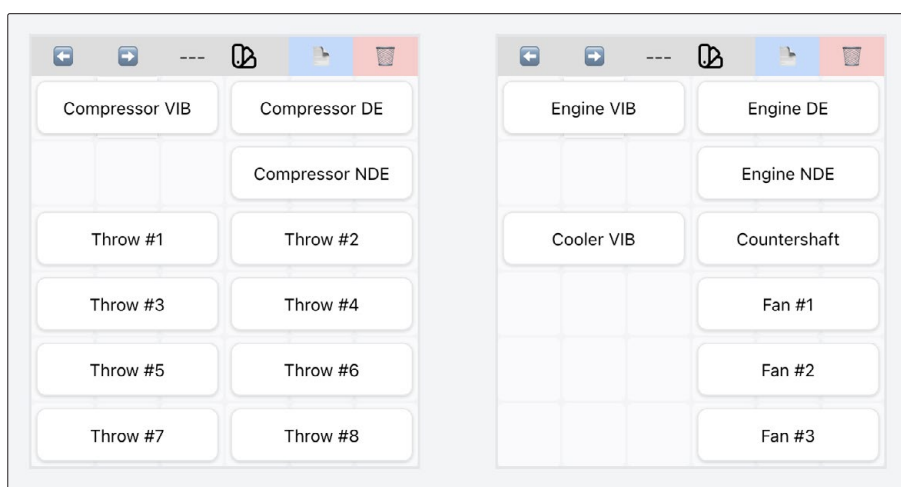 ---
Compressor VIB
Compressor DE
Compressor NDE
Throw #1
Throw #2
Throw #3
Throw #4
Throw #5
Throw #6
Throw #7
Throw #8
---
Engine VIB
Engine DE
Engine NDE
Cooler VIB
Countershaft
Fan #1
Fan #2
Fan #3